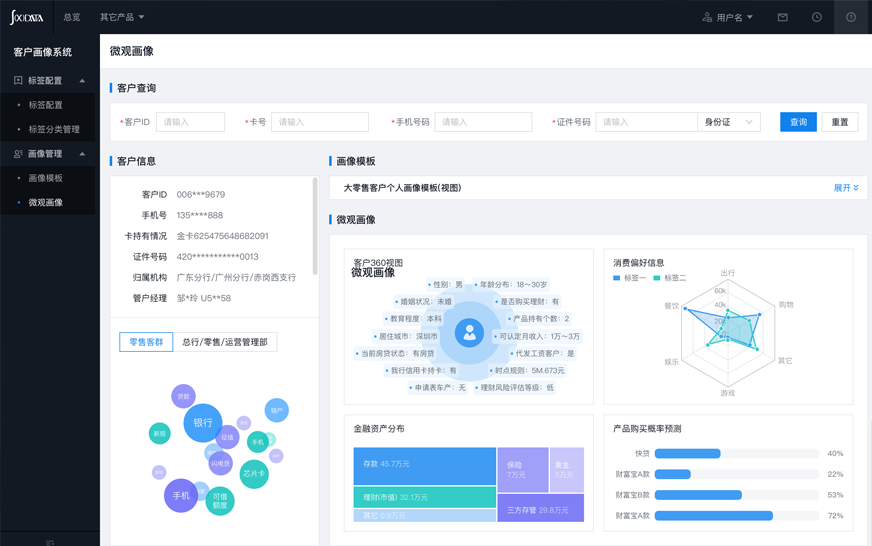 ∫(X)DATA 总览 其它产品 用户名
客户画像系统
标签配置
标签配置
标签分类管理
画像管理
画像模板
微观画像
微观画像
客户查询
*客户ID 请输入 *卡号 请输入 *手机号码 请输入 *证件号码 请输入 身份证 查询 重置
客户信息
客户ID 006***9679
手机号 135****888
卡持有情况 金卡625475648682091
证件号码 420***********0013
归属机构 广东分行/广州分行/赤岗西支行
管户经理 邹*玲 U5**58
零售客群 总行/零售/运营管理部
贷款
银行
销户
新趣
征信
手机
闪电贷
芯片卡
手机
可借
额度
画像模板
大零售客户个人画像模板(视图) 展开
微观画像
客户360视图
微观画像
性别：男 年龄分布：18～30岁
婚姻状况：未婚 是否购买理财：有
教育程度：本科 产品持有个数：2
居住城市：深圳市 可认定月收入：1万～3万
当前房贷状态：有房贷 代发工资客户：是
我行信用卡持卡：有 时点规则：5M.673元
申请表车产：无 理财风险评估等级：低
消费偏好信息
标签一 标签二
出行
60k
餐饮 40k 购物
20k
娱乐 其它
游戏
金融资产分布
存款 45.7万元
理财(市值) 32.1万元
其它 0.8万元
保险
7万元
黄金
5万元
三方存管 29.8万元
产品购买概率预测
快贷 40%
财富宝A款 22%
财富宝B款 53%
财富宝A款 72%